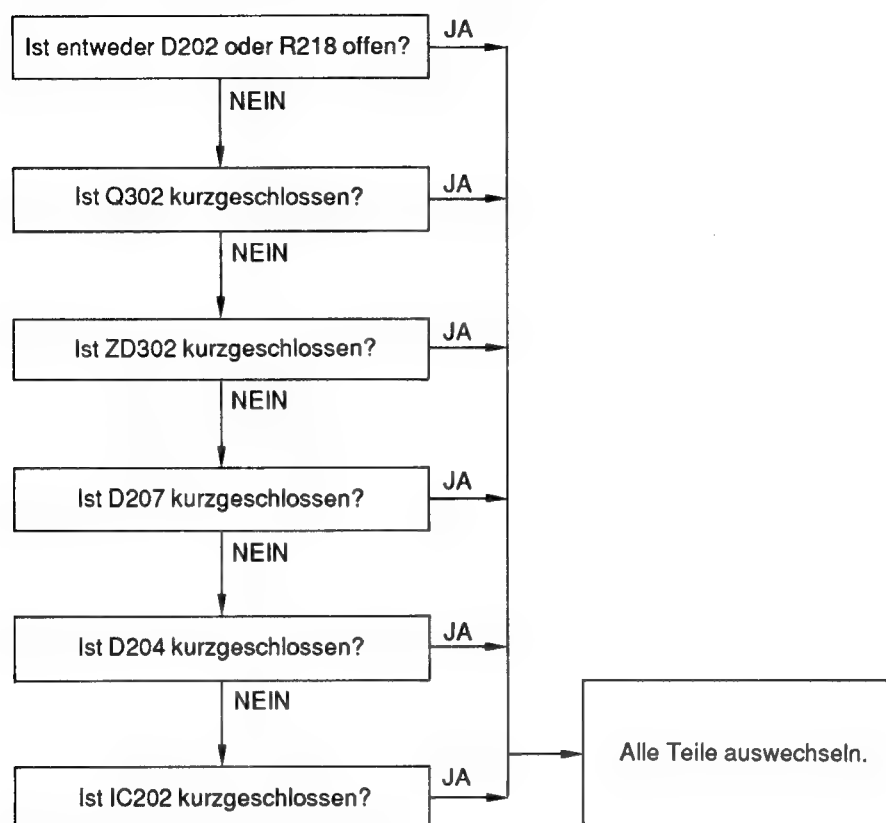 Ist entweder D202 oder R218 offen?
JA
NEIN
Ist Q302 kurzgeschlossen?
JA
NEIN
Ist ZD302 kurzgeschlossen?
JA
NEIN
Ist D207 kurzgeschlossen?
JA
NEIN
Ist D204 kurzgeschlossen?
JA
NEIN
Alle Teile auswechseln.
Ist IC202 kurzgeschlossen?
JA